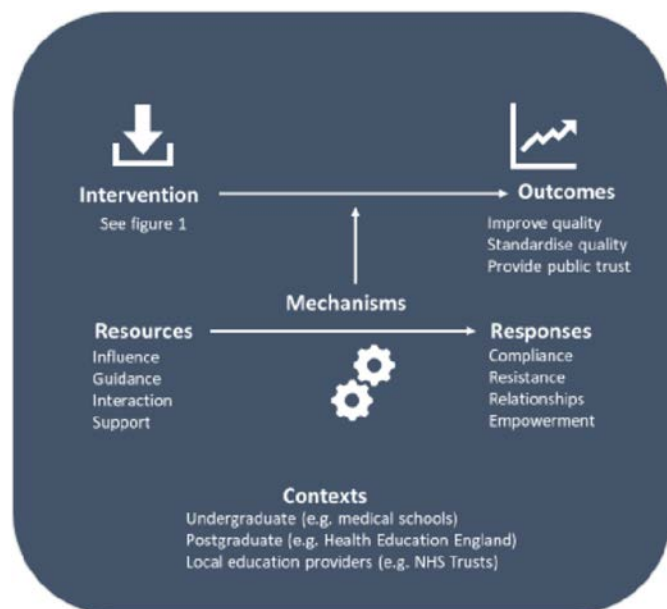 Intervention
See figure 1
Outcomes
Improve quality
Standardise quality
Provide public trust
Mechanisms
Resources
Influence
Guidance
Interaction
Support
Responses
Compliance
Resistance
Relationships
Empowerment
Contexts
Undergraduate (e.g. medical schools)
Postgraduate (e.g. Health Education England)
Local education providers (e.g. NHS Trusts)